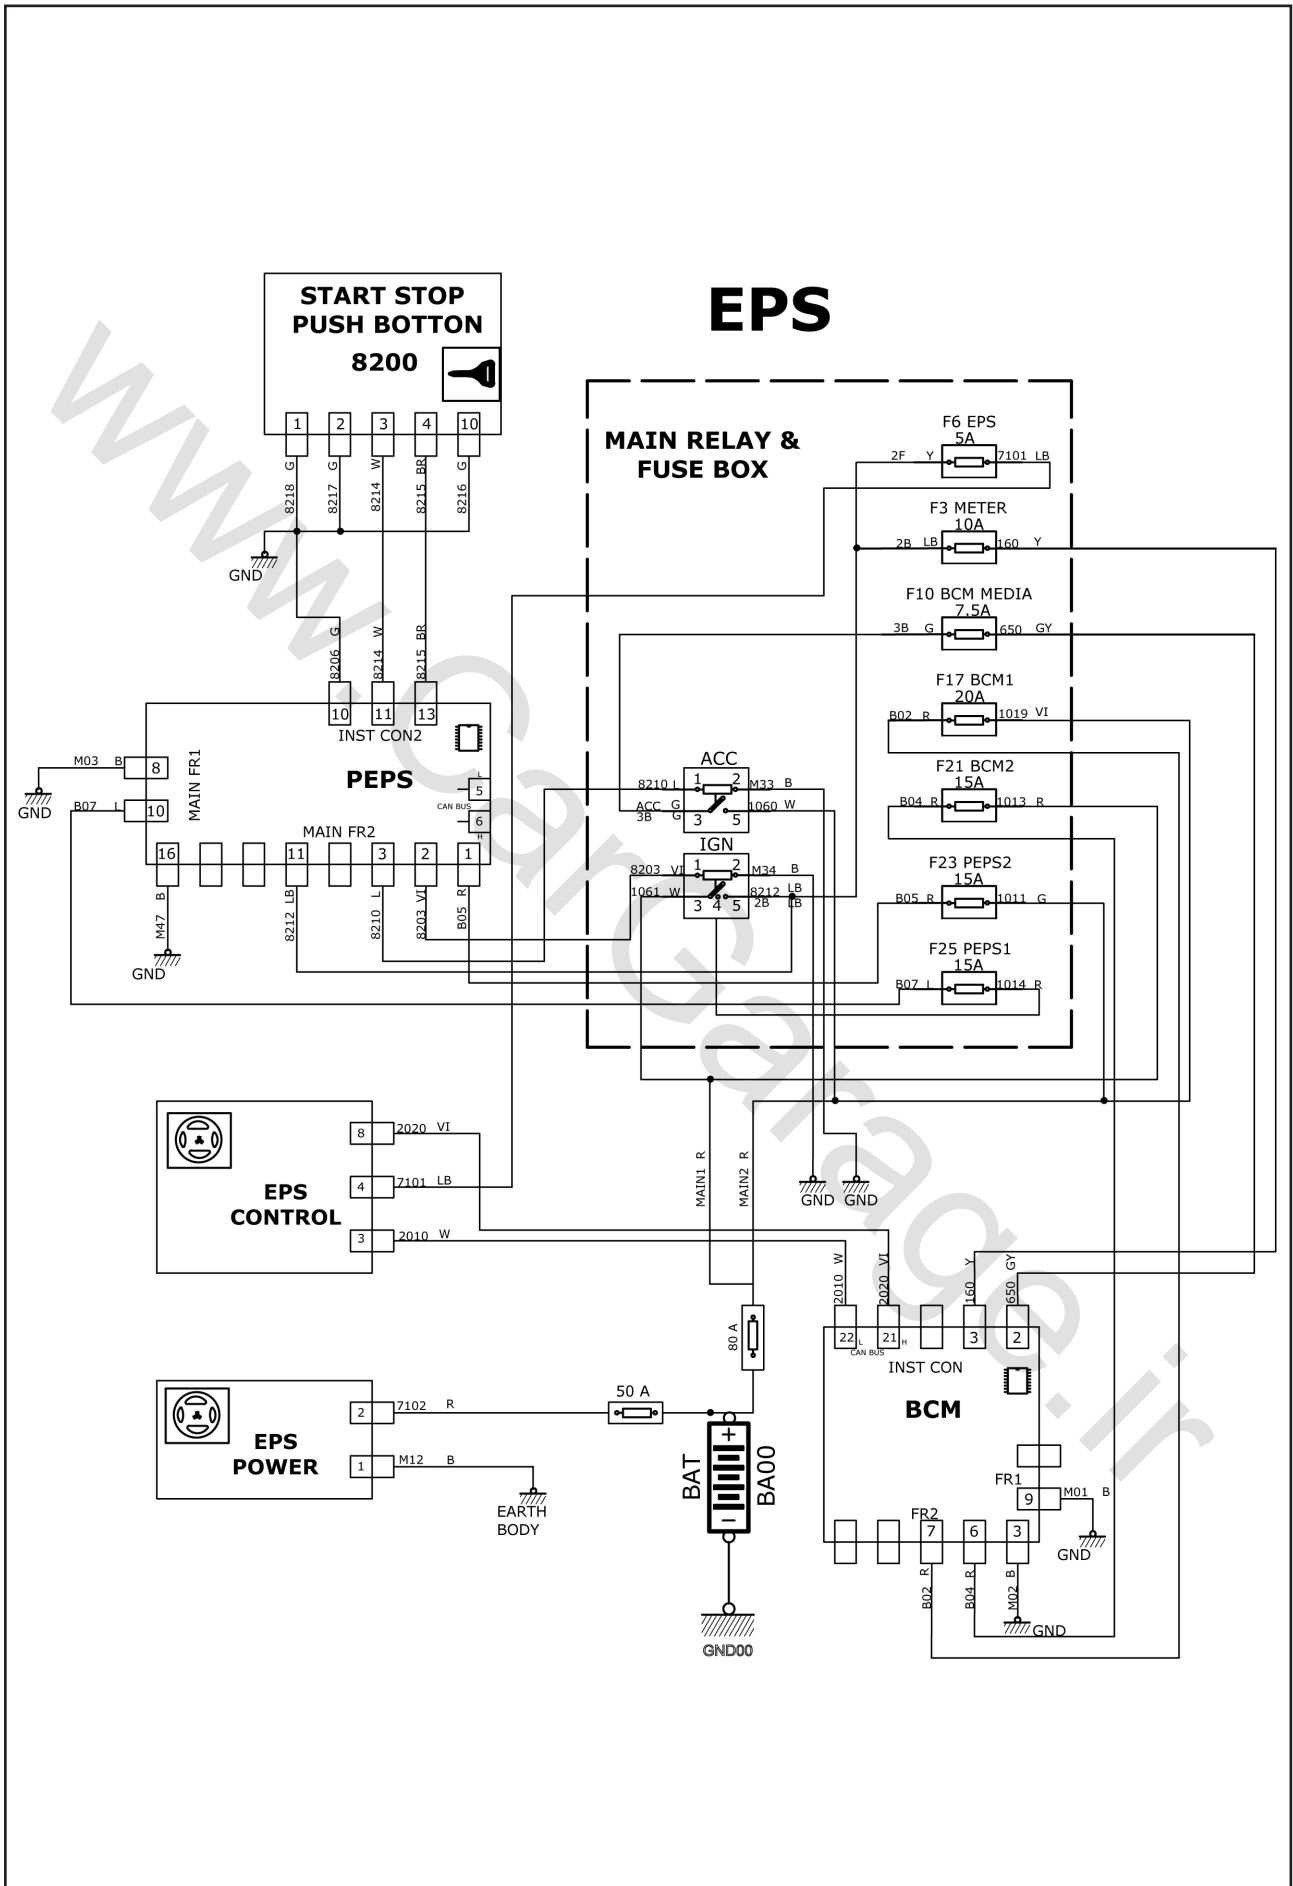 START STOP
PUSH BOTTON
8200
1 2 3 4 10
8218 G
8217 G
8214 W
8215 BR
8216 G
GND
8206 G
8214 W
8215 BR
10 11 13
INST CON2
PEPS
MAIN FR1
M03 B
8
B07 L
10
GND
L
5
CAN BUS
6
H
MAIN FR2
16 11 3 2 1
M47 B
8212 LB
8210 L
8203 VI
B05 R
GND
EPS
MAIN RELAY &
FUSE BOX
F6 EPS
5A
2F Y
7101 LB
F3 METER
10A
2B LB
160 Y
F10 BCM MEDIA
7.5A
3B G
650 GY
F17 BCM1
20A
B02 R
1019 VI
F21 BCM2
15A
B04 R
1013 R
F23 PEPS2
15A
B05 R
1011 G
F25 PEPS1
15A
B07 L
1014 R
ACC
8210 L
1 2
M33 B
ACC G
3B G
3 5
1060 W
IGN
8203 VI
1 2
M34 B
1061 W
3 4 5
8212 LB
2B LB
MAIN1 R
MAIN2 R
GND
GND
EPS
CONTROL
8
2020 VI
4
7101 LB
3
2010 W
80 A
50 A
EPS
POWER
2
7102 R
1
M12 B
EARTH
BODY
BAT
+
−
BA00
GND00
2010 W
2020 VI
160 Y
650 GY
22 L
21 H
3
2
CAN BUS
INST CON
BCM
FR1
9
M01 B
GND
FR2
7 6 3
B02 R
B04 R
M02 B
GND
www.CarGarage.ir